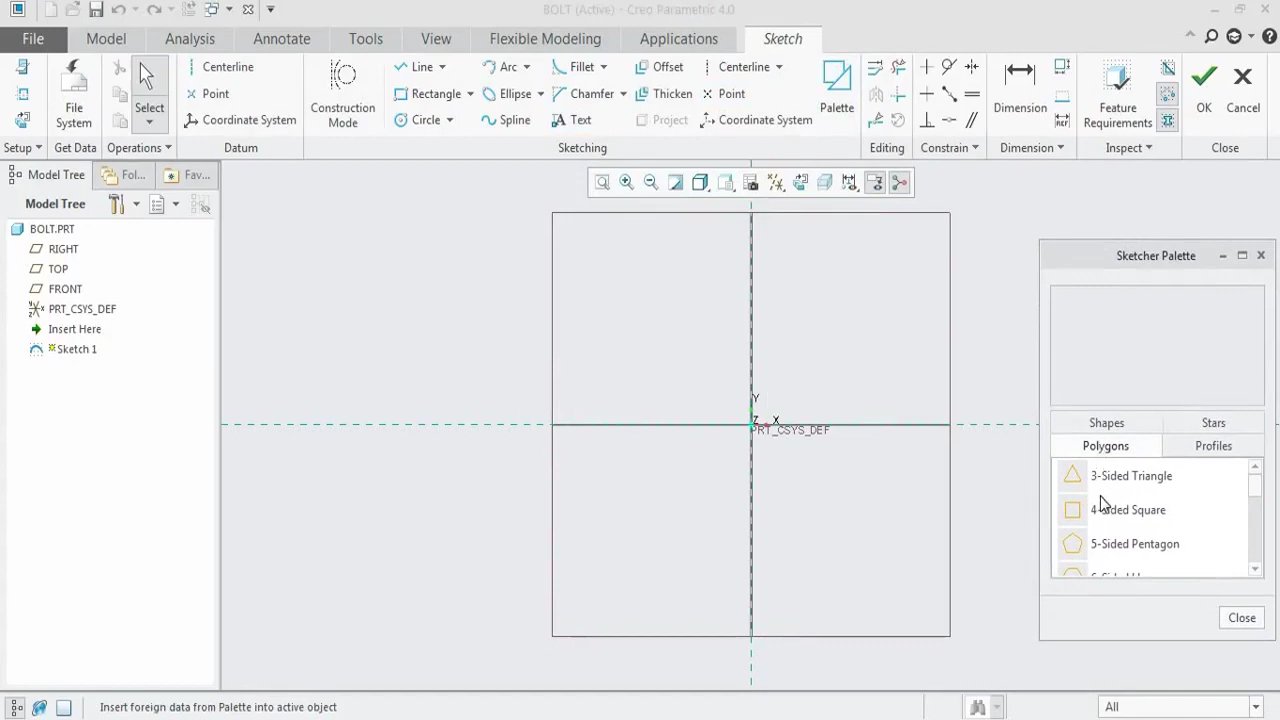 BOLT (Active) - Creo Parametric 4.0
File Model Analysis Annotate Tools View Flexible Modeling Applications Sketch
Centerline Line Arc Fillet Offset Centerline
Point Rectangle Ellipse Chamfer Thicken Point
Coordinate System Circle Spline Text Project Coordinate System
File System
Select
Construction Mode
Palette
Dimension
Feature Requirements
OK Cancel
Setup Get Data Operations Datum Sketching Editing Constrain Dimension Inspect Close
Model Tree Fol... Fav...
Model Tree
BOLT.PRT
RIGHT
TOP
FRONT
PRT_CSYS_DEF
Insert Here
Sketch 1
Y
Z X
PRT_CSYS_DEF
Sketcher Palette
Shapes Stars
Polygons Profiles
3-Sided Triangle
4-Sided Square
5-Sided Pentagon
Close
Insert foreign data from Palette into active object
All